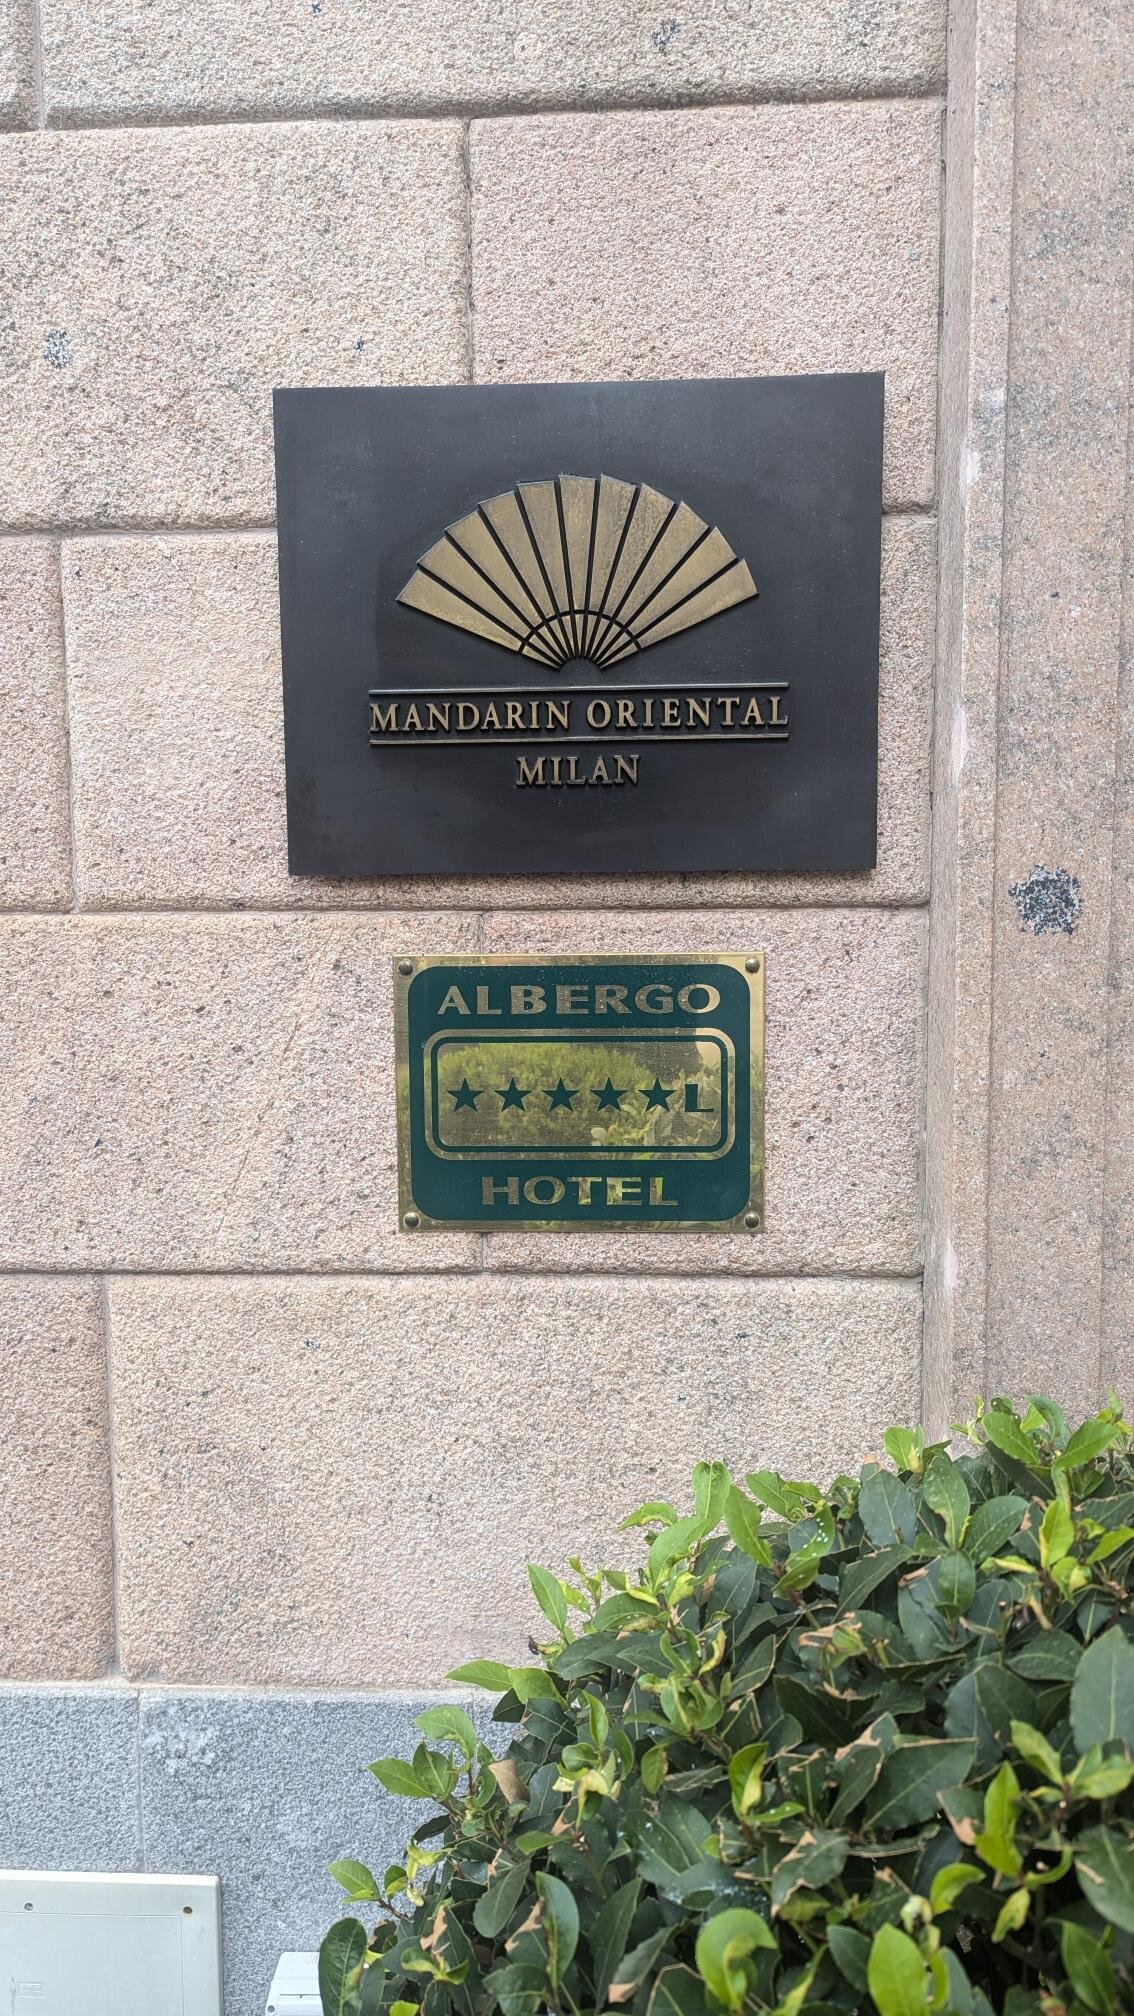 MANDARIN ORIENTAL
MILAN
ALBERGO
★★★★★L
HOTEL